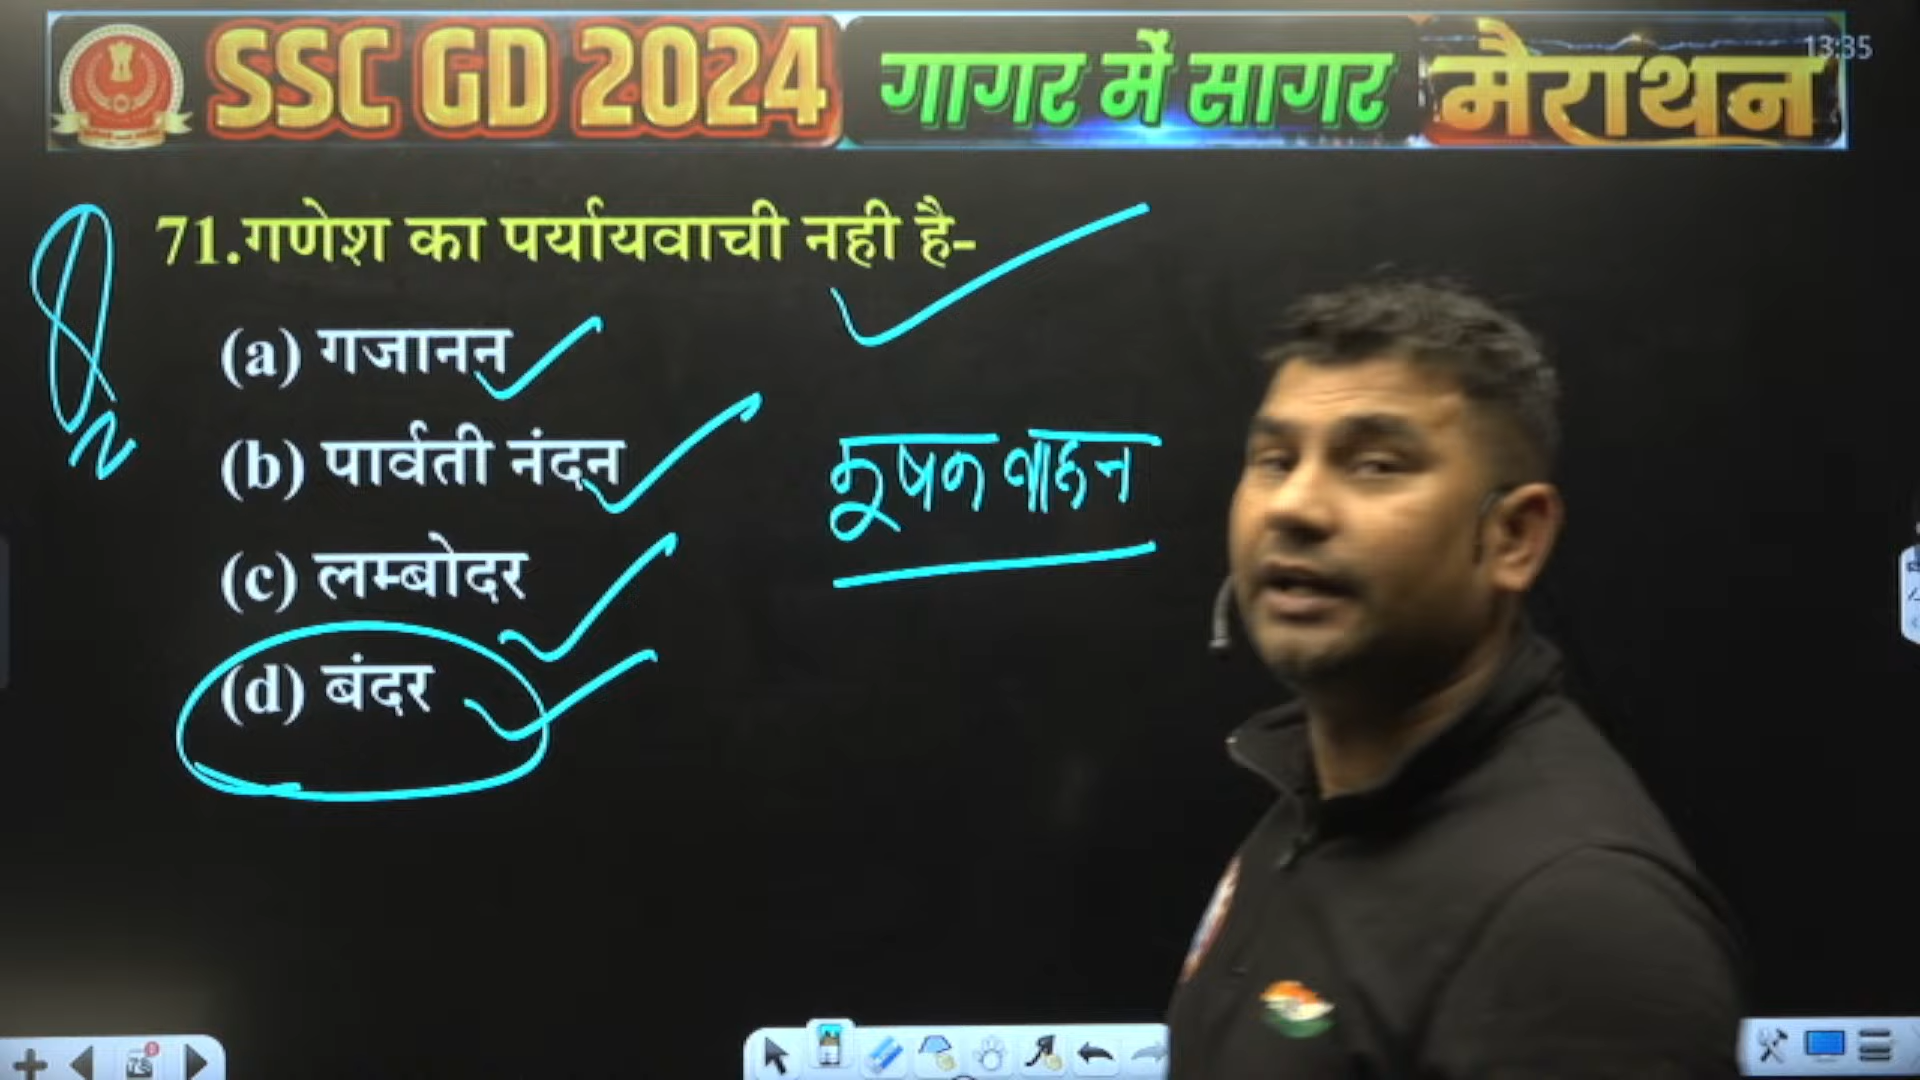 SSC GD 2024 गागर में सागर मैराथन
13:35
71.गणेश का पर्यायवाची नही है-
(a) गजानन
(b) पार्वती नंदन
(c) लम्बोदर
(d) बंदर
मूषक वाहन